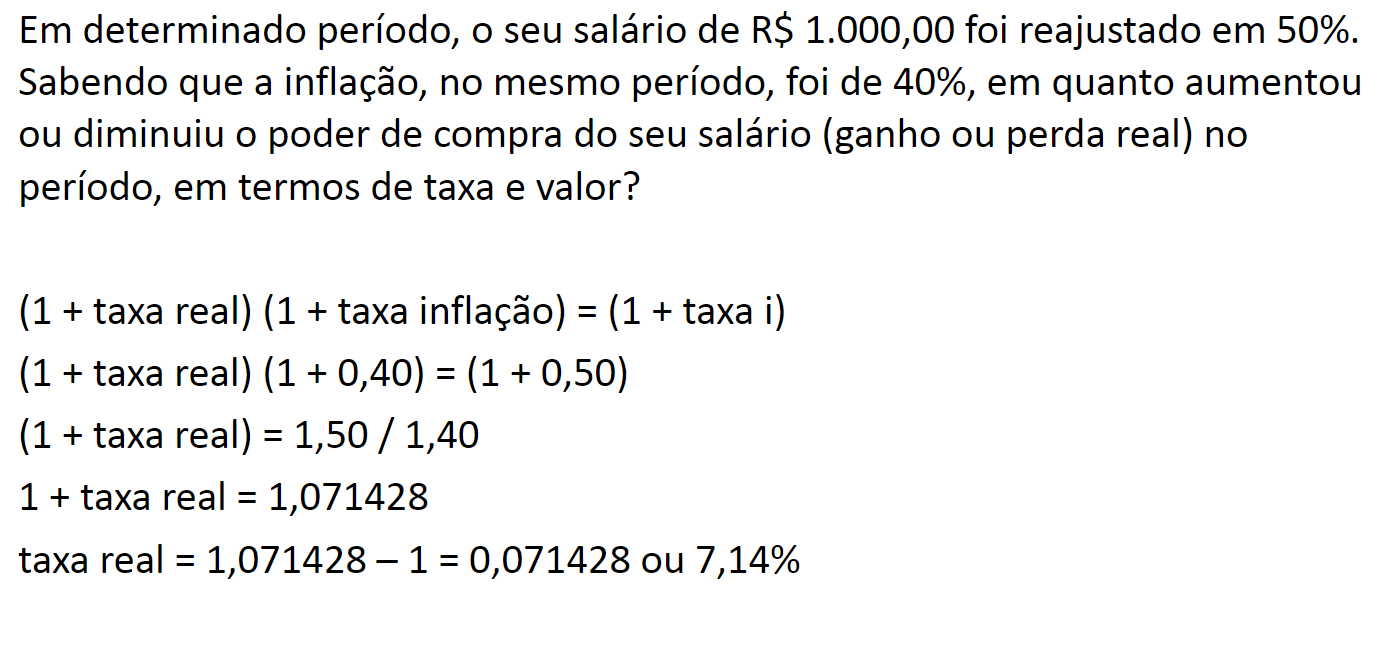 Em determinado período, o seu salário de R$ 1.000,00 foi reajustado em 50%.
Sabendo que a inflação, no mesmo período, foi de 40%, em quanto aumentou
ou diminuiu o poder de compra do seu salário (ganho ou perda real) no
período, em termos de taxa e valor?
(1 + taxa real) (1 + taxa inflação) = (1 + taxa i)
(1 + taxa real) (1 + 0,40) = (1 + 0,50)
(1 + taxa real) = 1,50 / 1,40
1 + taxa real = 1,071428
taxa real = 1,071428 – 1 = 0,071428 ou 7,14%